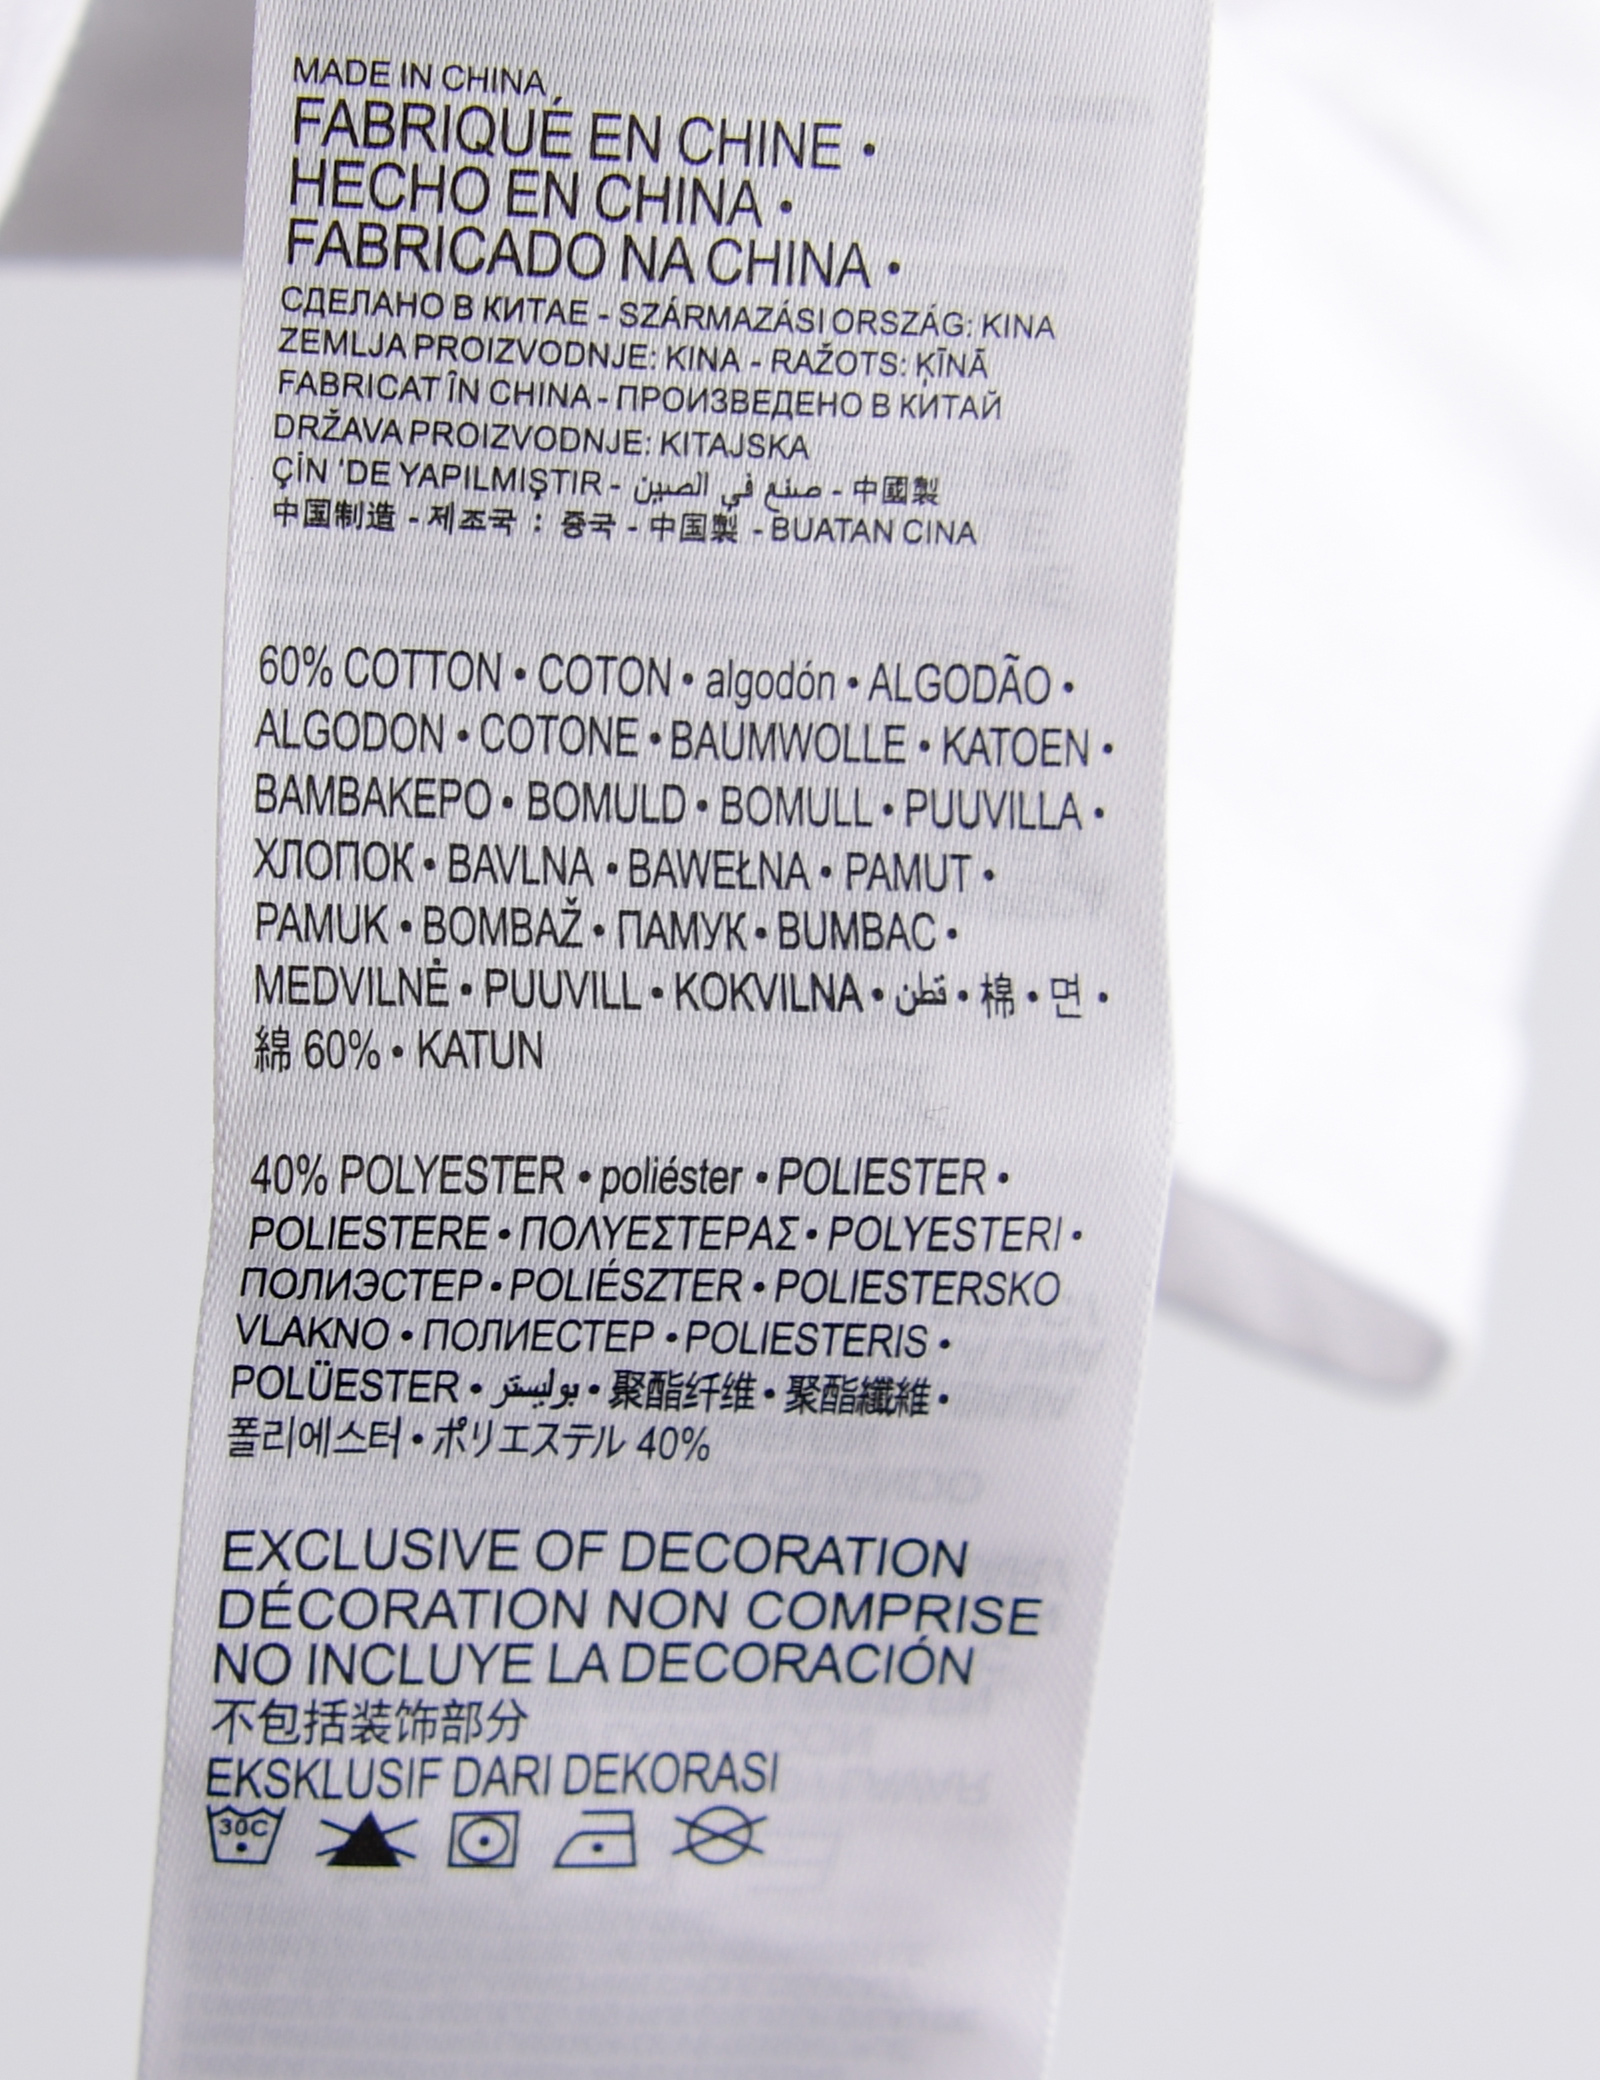 MADE IN CHINA
FABRIQUÉ EN CHINE •
HECHO EN CHINA •
FABRICADO NA CHINA •
СДЕЛАНО В КИТАЕ - SZÁRMAZÁSI ORSZÁG: KINA
ZEMLJA PROIZVODNJE: KINA - RAŽOTS: ĶĪNĀ
FABRICAT ÎN CHINA - ПРОИЗВЕДЕНО В КИТАЙ
DRŽAVA PROIZVODNJE: KITAJSKA
ÇİN 'DE YAPILMIŞTIR - صنع في الصين - 中國製
中国制造 - 제조국 : 중국 - 中国製 - BUATAN CINA
60% COTTON • COTON • algodón • ALGODÃO •
ALGODON • COTONE • BAUMWOLLE • KATOEN •
ΒΑΜΒΑΚΕΡΟ • BOMULD • BOMULL • PUUVILLA •
ХЛОПОК • BAVLNA • BAWEŁNA • PAMUT •
PAMUK • BOMBAŽ • ПАМУК • BUMBAC •
MEDVILNĖ • PUUVILL • KOKVILNA • قطن • 棉 • 면 •
綿 60% • KATUN
40% POLYESTER • poliéster • POLIESTER •
POLIESTERE • ΠΟΛΥΕΣΤΕΡΑΣ • POLYESTERI •
ПОЛИЭСТЕР • POLIÉSZTER • POLIESTERSKO
VLAKNO • ПОЛИЕСТЕР • POLIESTERIS •
POLÜESTER • بوليستر • 聚酯纤维 • 聚酯纖維 •
폴리에스터 • ポリエステル 40%
EXCLUSIVE OF DECORATION
DÉCORATION NON COMPRISE
NO INCLUYE LA DECORACIÓN
不包括装饰部分
EKSKLUSIF DARI DEKORASI
30C